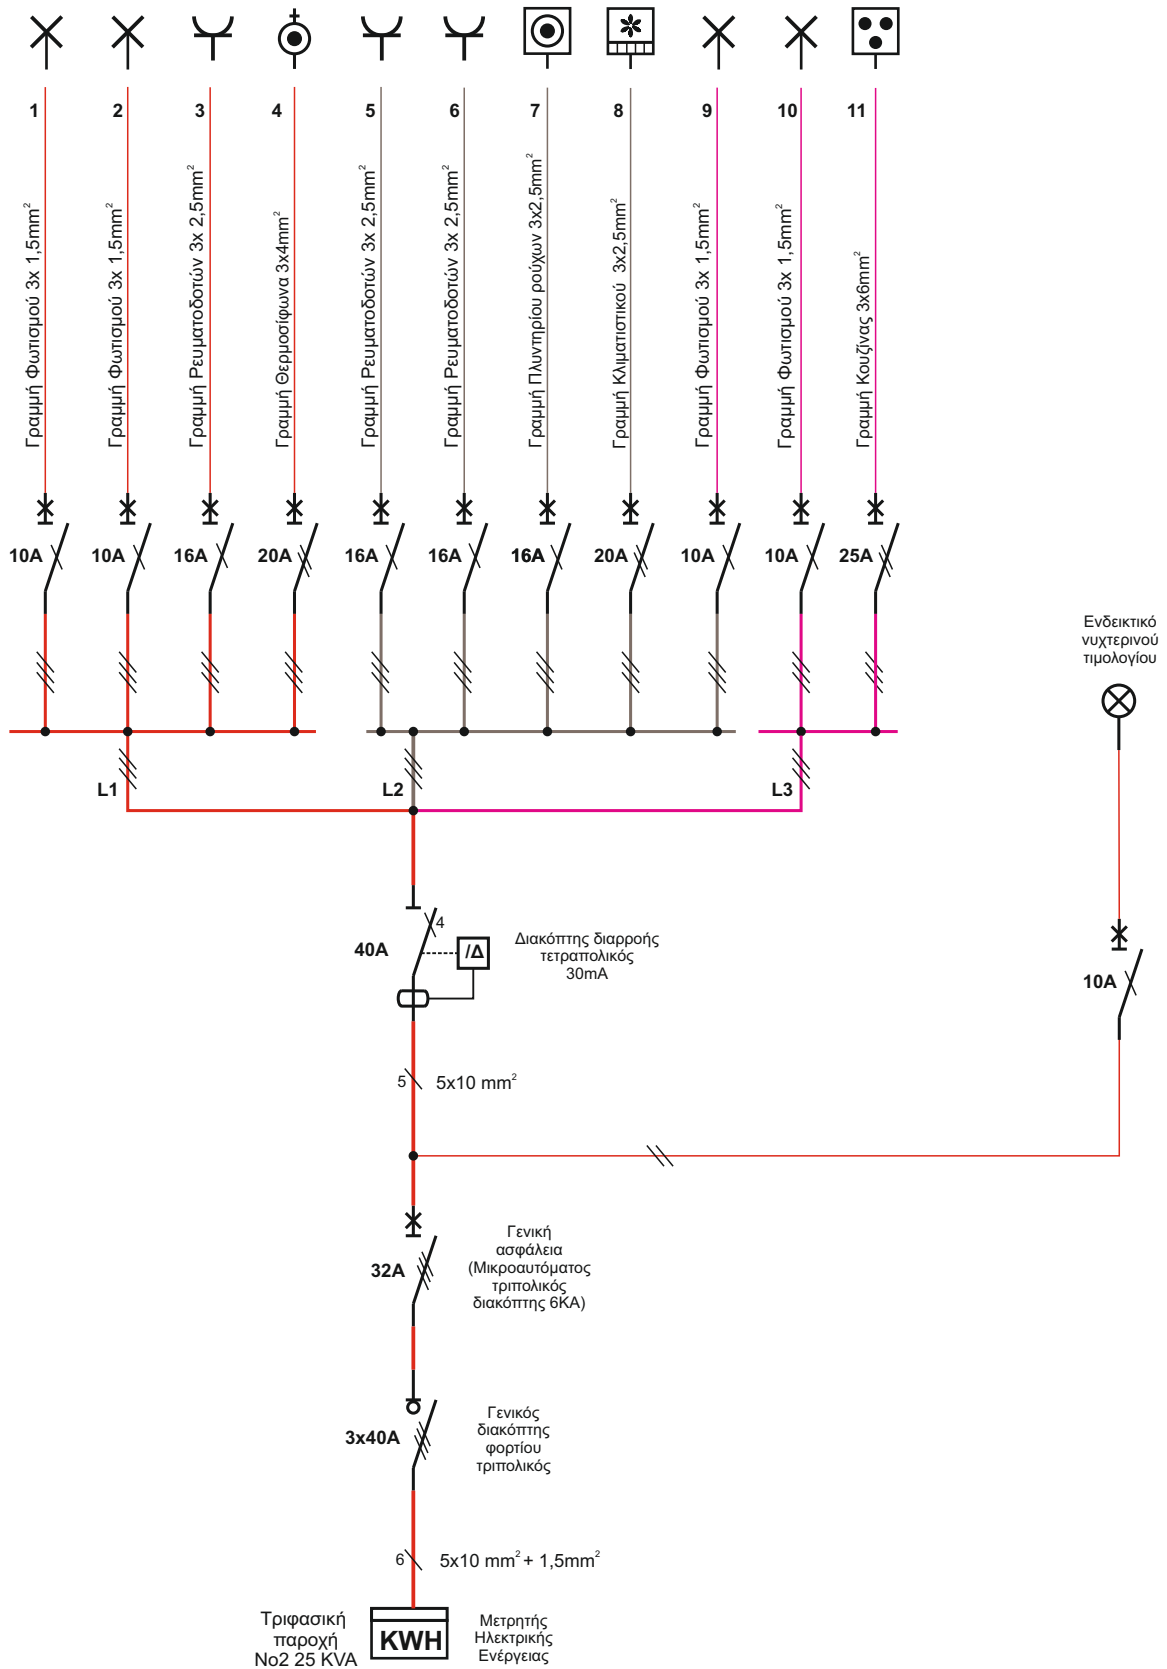 1 2 3 4 5 6 7 8 9 10 11
Γραμμή Φωτισμού 3x 1,5mm²
Γραμμή Φωτισμού 3x 1,5mm²
Γραμμή Ρευματοδοτών 3x 2,5mm²
Γραμμή Θερμοσίφωνα 3x4mm²
Γραμμή Ρευματοδοτών 3x 2,5mm²
Γραμμή Ρευματοδοτών 3x 2,5mm²
Γραμμή Πλυντηρίου ρούχων 3x2,5mm²
Γραμμή Κλιματιστικού 3x2,5mm²
Γραμμή Φωτισμού 3x 1,5mm²
Γραμμή Φωτισμού 3x 1,5mm²
Γραμμή Κουζίνας 3x6mm²
10A 10A 16A 20A 16A 16A 16A 20A 10A 10A 25A
Ενδεικτικό
νυχτερινού
τιμολογίου
L1 L2 L3
4
40A
/Δ
Διακόπτης διαρροής
τετραπολικός
30mA
10A
5 5x10 mm²
32A
Γενική
ασφάλεια
(Μικροαυτόματος
τριπολικός
διακόπτης 6KA)
3x40A
Γενικός
διακόπτης
φορτίου
τριπολικός
6 5x10 mm² + 1,5mm²
Τριφασική
παροχή
No2 25 KVA
KWH
Μετρητής
Ηλεκτρικής
Ενέργειας